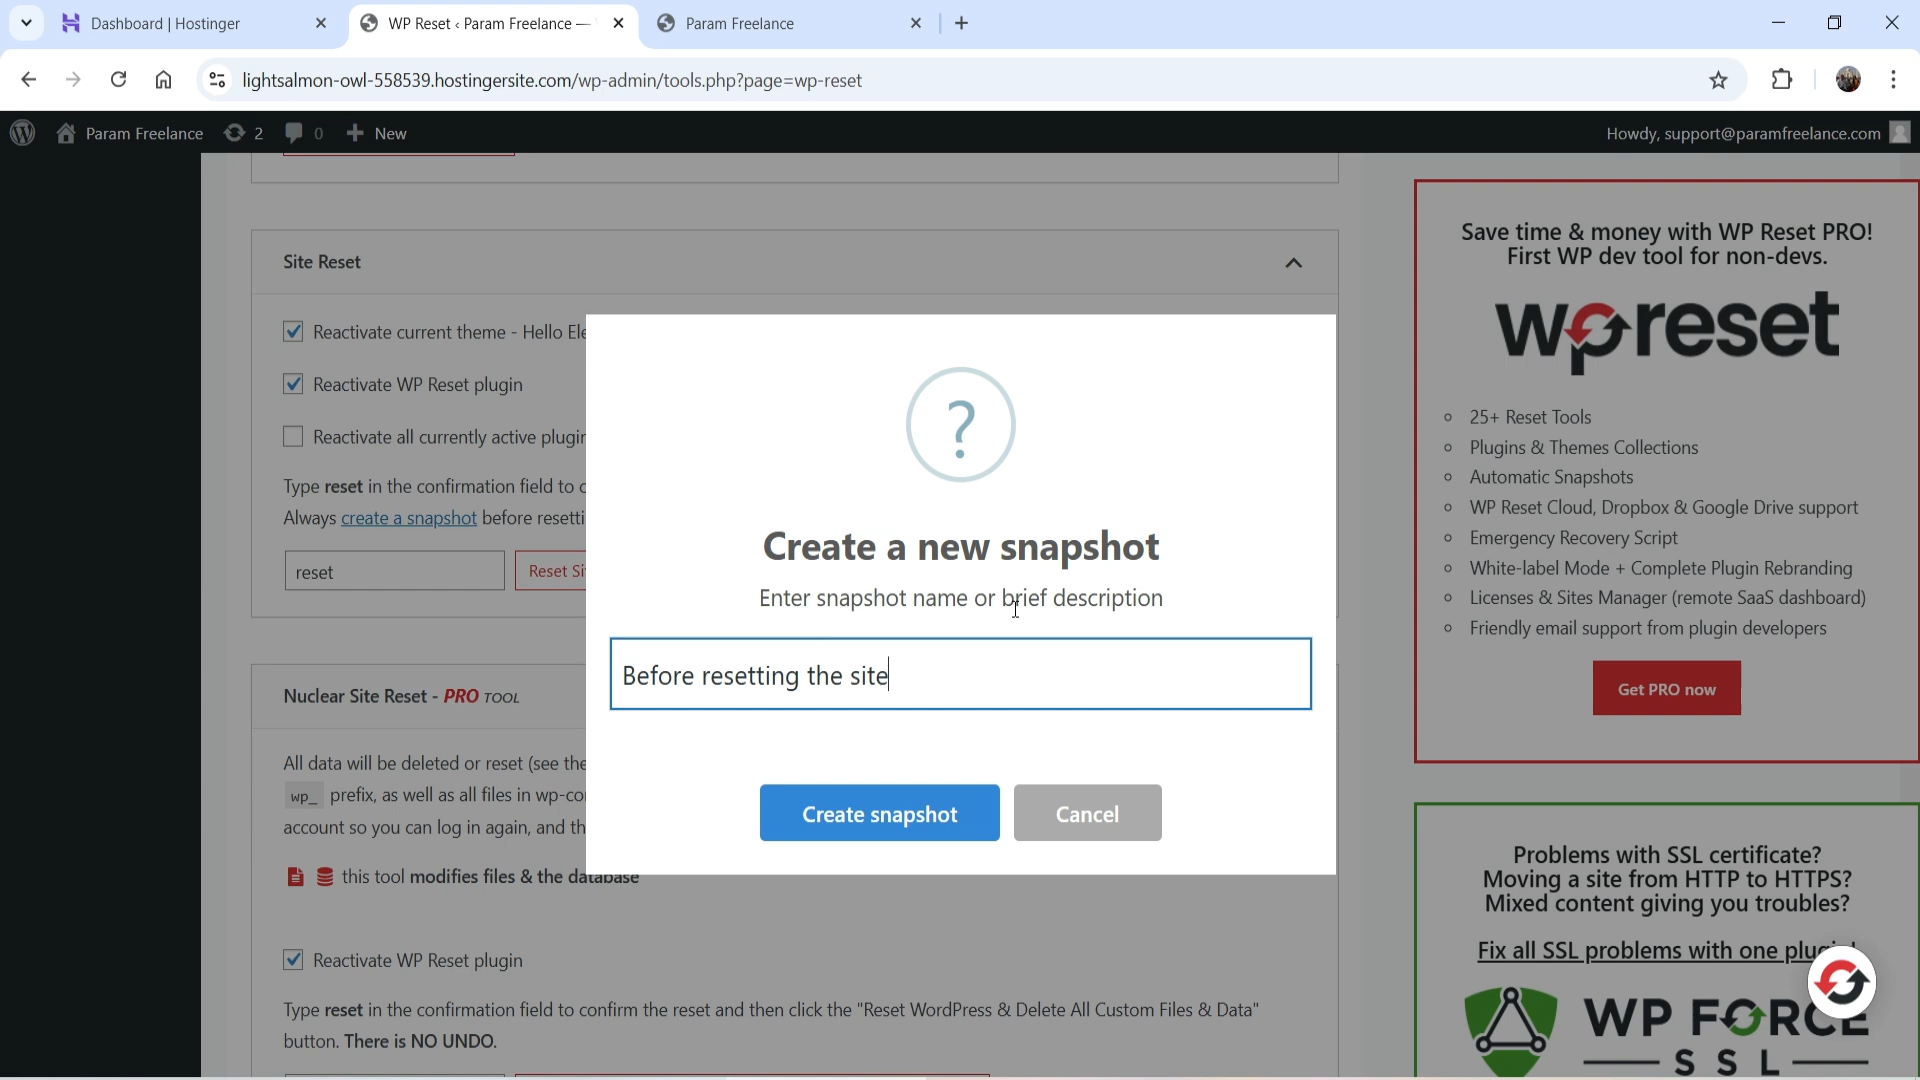 Dashboard | Hostinger
WP Reset ‹ Param Freelance —
Param Freelance
lightsalmon-owl-558539.hostingersite.com/wp-admin/tools.php?page=wp-reset
Param Freelance 2 0 + New
Howdy, support@paramfreelance.com
Site Reset
Reactivate current theme - Hello Ele
Reactivate WP Reset plugin
Reactivate all currently active plugin
Type reset in the confirmation field to c
Always create a snapshot before resetti
reset
Reset Si
Nuclear Site Reset - PRO TOOL
All data will be deleted or reset (see the
wp_ prefix, as well as all files in wp-co
account so you can log in again, and th
this tool modifies files & the database
Reactivate WP Reset plugin
Type reset in the confirmation field to confirm the reset and then click the "Reset WordPress & Delete All Custom Files & Data"
button. There is NO UNDO.
?
Create a new snapshot
Enter snapshot name or brief description
Before resetting the site
Create snapshot
Cancel
Save time & money with WP Reset PRO!
First WP dev tool for non-devs.
wpreset
25+ Reset Tools
Plugins & Themes Collections
Automatic Snapshots
WP Reset Cloud, Dropbox & Google Drive support
Emergency Recovery Script
White-label Mode + Complete Plugin Rebranding
Licenses & Sites Manager (remote SaaS dashboard)
Friendly email support from plugin developers
Get PRO now
Problems with SSL certificate?
Moving a site from HTTP to HTTPS?
Mixed content giving you troubles?
Fix all SSL problems with one plugin!
WP FORCE
SSL